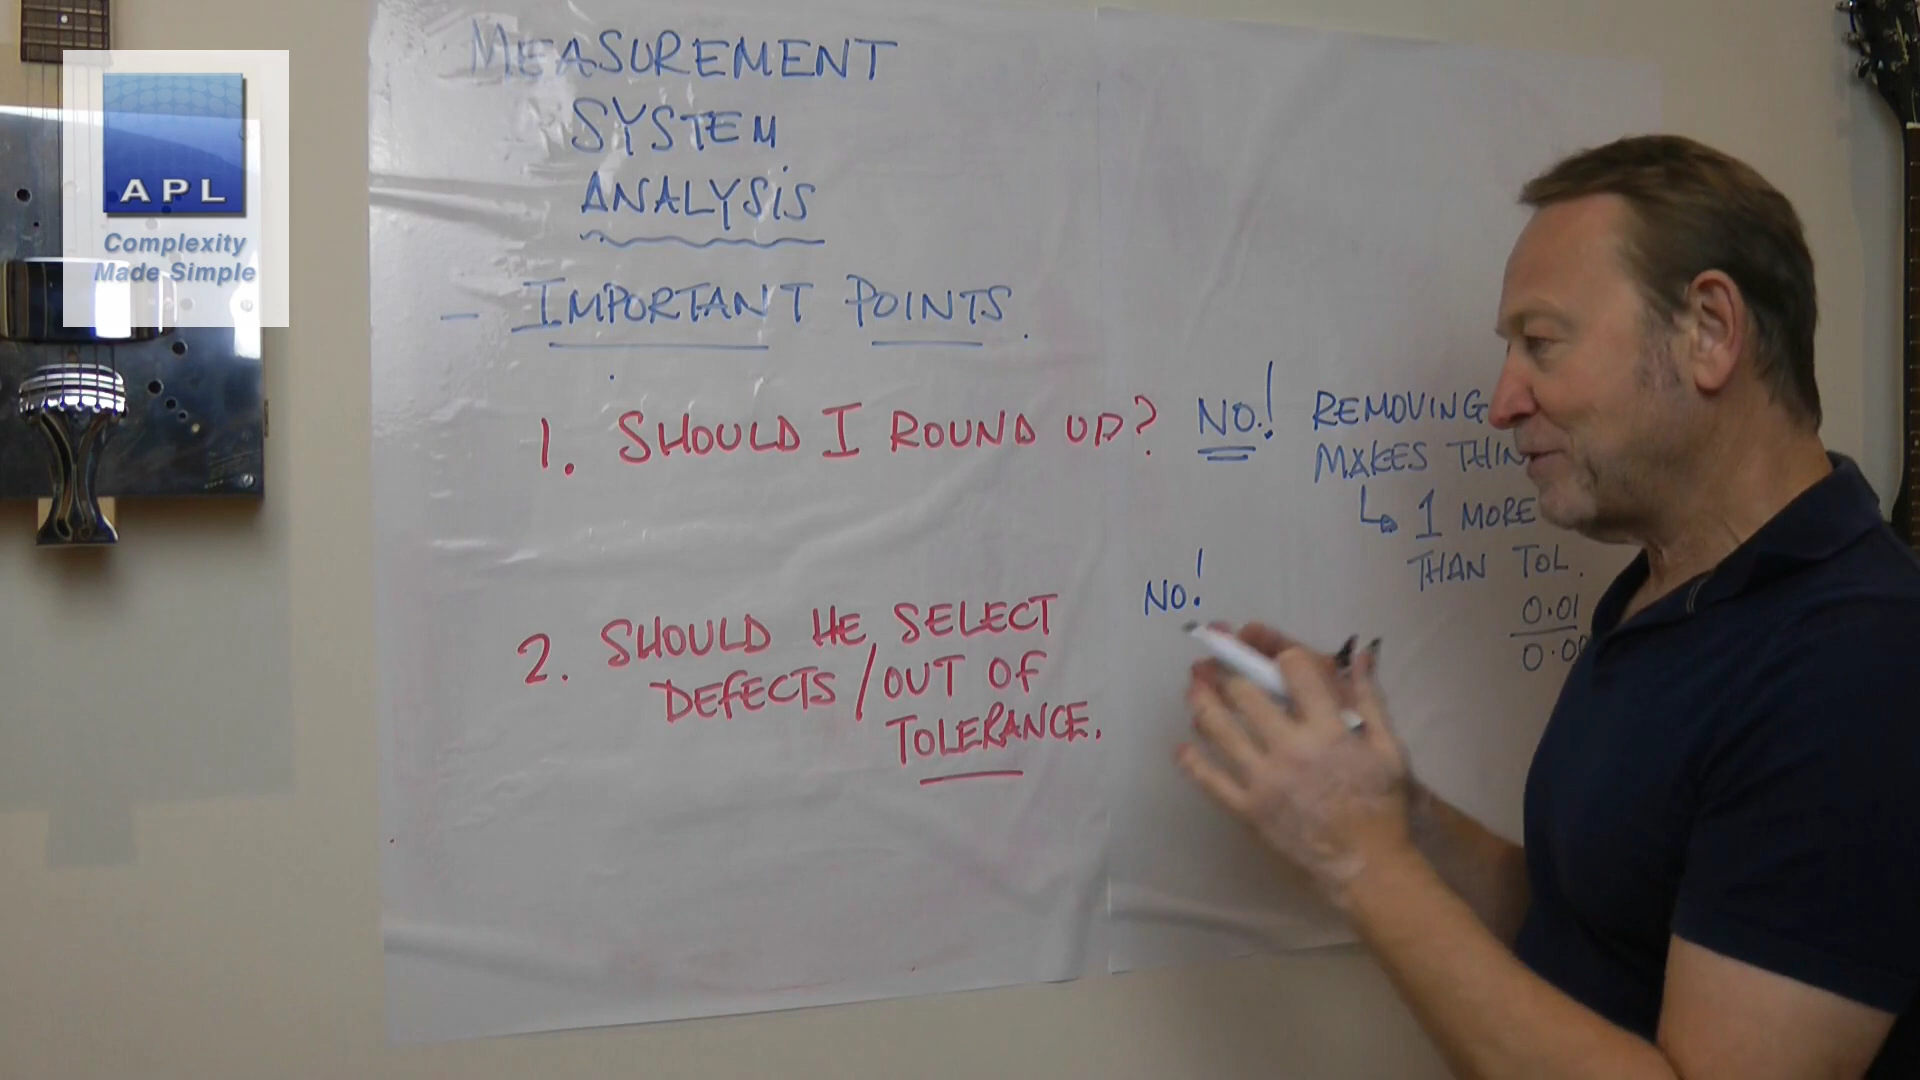 APL
Complexity
Made Simple
MEASUREMENT
SYSTEM
ANALYSIS
- IMPORTANT POINTS.
1. SHOULD I ROUND UP? NO! REMOVING
MAKES THIN
↳ 1 MORE
THAN TOL.
0.01
0.00
NO!
2. SHOULD HE SELECT
DEFECTS / OUT OF
TOLERANCE.